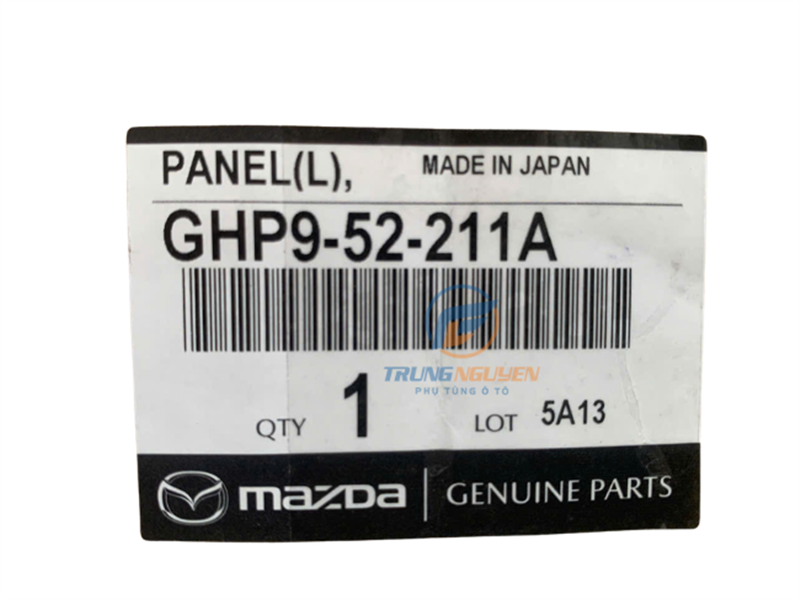 PANEL(L), MADE IN JAPAN
GHP9-52-211A
TRUNG NGUYEN
PHỤ TÙNG Ô TÔ
QTY 1 LOT 5A13
mazda GENUINE PARTS